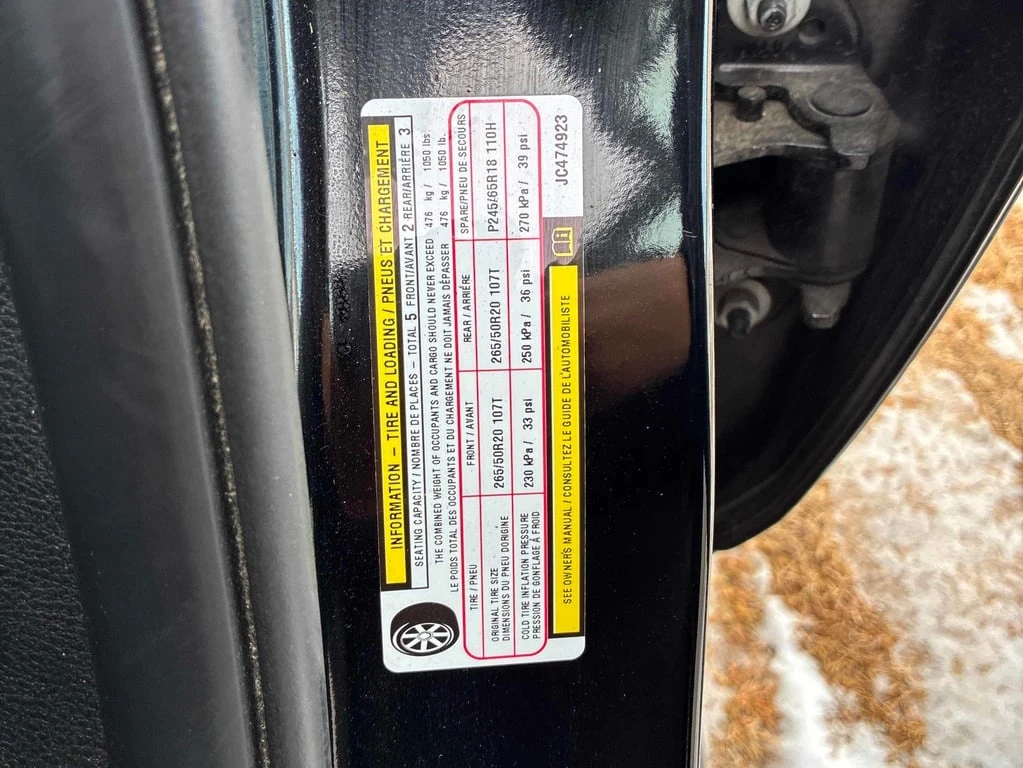 INFORMATION – TIRE AND LOADING / PNEUS ET CHARGEMENT
SEATING CAPACITY / NOMBRE DE PLACES – TOTAL 5 FRONT/AVANT 2 REAR/ARRIÈRE 3
THE COMBINED WEIGHT OF OCCUPANTS AND CARGO SHOULD NEVER EXCEED 476 kg / 1050 lbs.
LE POIDS TOTAL DES OCCUPANTS ET DU CHARGEMENT NE DOIT JAMAIS DÉPASSER 476 kg / 1050 lb.
TIRE / PNEU FRONT / AVANT REAR / ARRIÈRE SPARE/PNEU DE SECOURS
ORIGINAL TIRE SIZE
DIMENSIONS DU PNEU DORIGINE
265/50R20 107T 265/50R20 107T P245/65R18 110H
COLD TIRE INFLATION PRESSURE
PRESSION DE GONFLAGE À FROID
230 kPa / 33 psi 250 kPa / 36 psi 270 kPa / 39 psi
SEE OWNER'S MANUAL / CONSULTEZ LE GUIDE DE L'AUTOMOBILISTE
JC474923